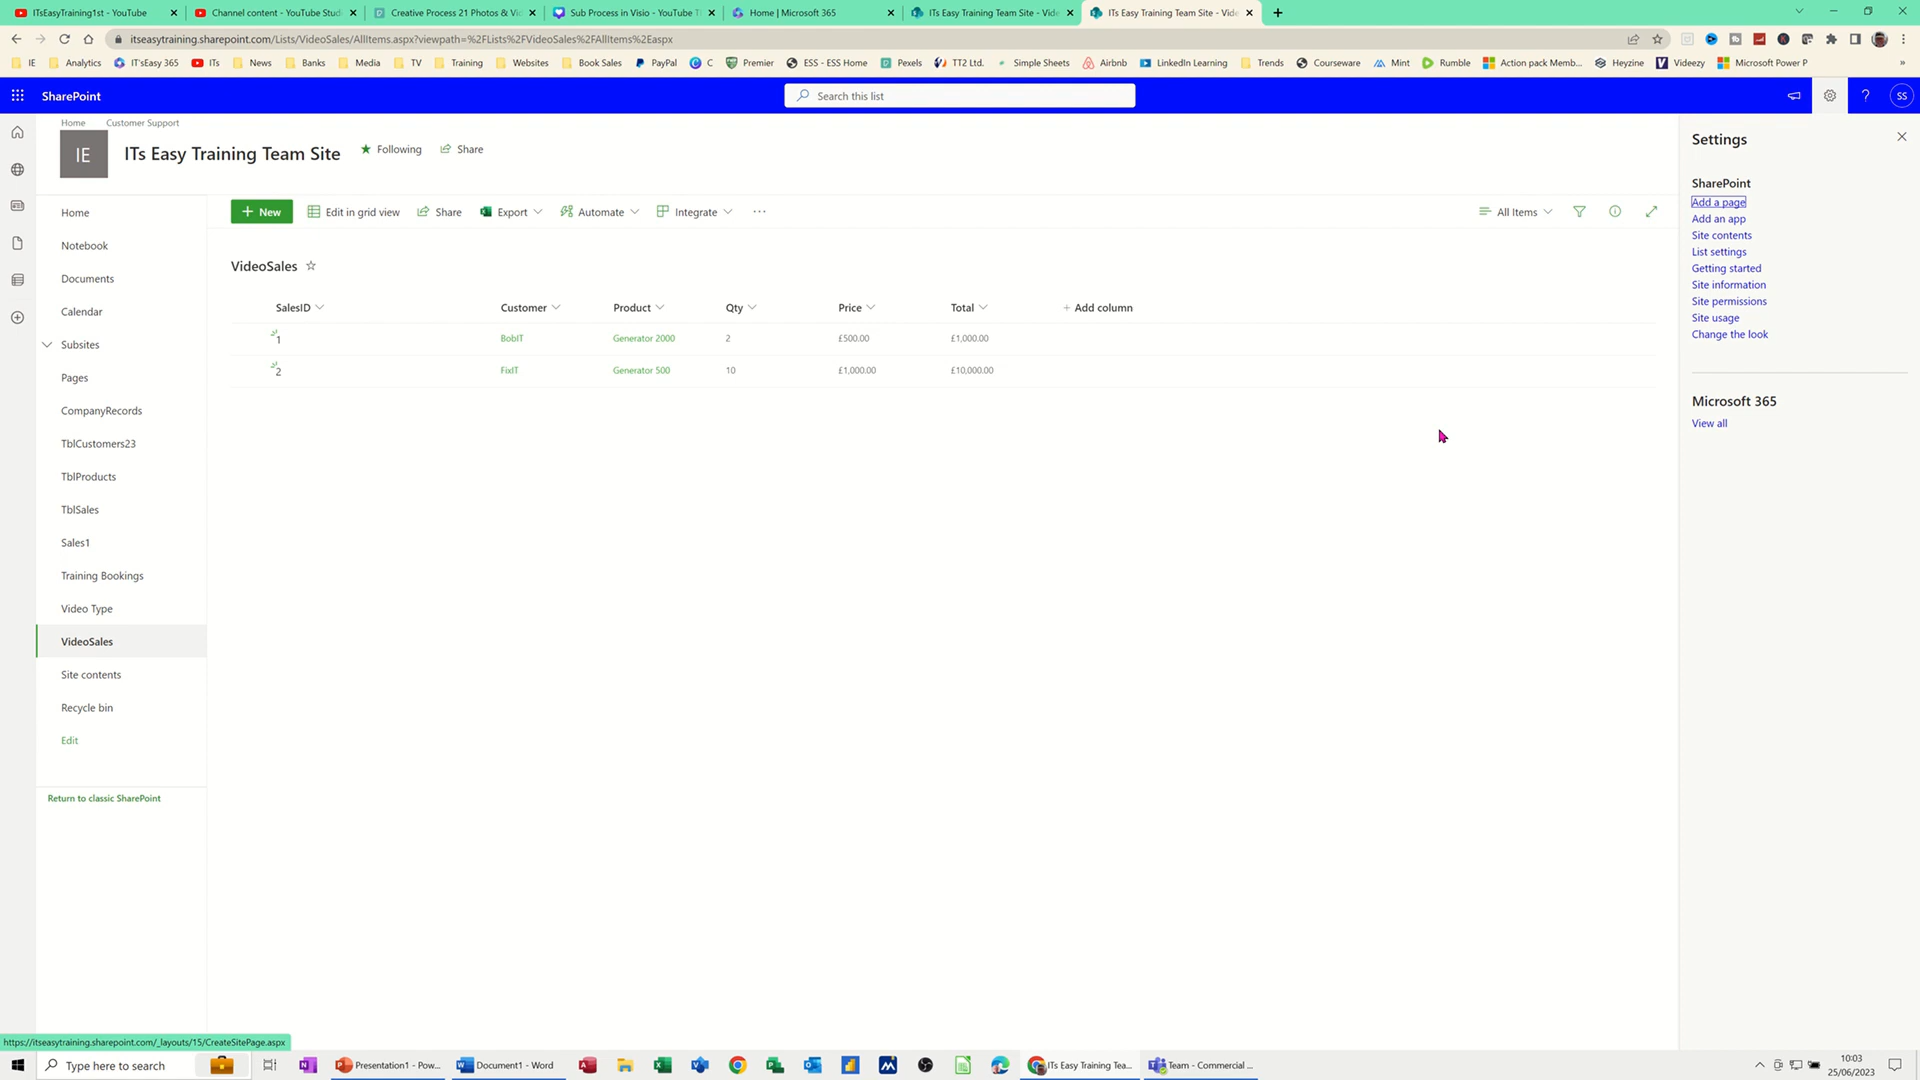 ITsEasyTraining1st - YouTube
Channel content - YouTube Stud
Creative Process 21 Photos & Vid
Sub Process in Visio - YouTube T
Home | Microsoft 365
ITs Easy Training Team Site - Vide
ITs Easy Training Team Site - Vide
itseasytraining.sharepoint.com/Lists/VideoSales/AllItems.aspx?viewpath=%2FLists%2FVideoSales%2FAllItems%2Easpx
IE
Analytics
IT'sEasy 365
ITs
News
Banks
Media
TV
Training
Websites
Book Sales
PayPal
C
Premier
ESS - ESS Home
Pexels
TT2 Ltd.
Simple Sheets
Airbnb
LinkedIn Learning
Trends
Courseware
Mint
Rumble
Action pack Memb...
Heyzine
Videezy
Microsoft Power P
SharePoint
Search this list
SS
Home
Customer Support
IE
ITs Easy Training Team Site
Following
Share
Home
Notebook
Documents
Calendar
Subsites
Pages
CompanyRecords
TblCustomers23
TblProducts
TblSales
Sales1
Training Bookings
Video Type
VideoSales
Site contents
Recycle bin
Edit
Return to classic SharePoint
+ New
Edit in grid view
Share
Export
Automate
Integrate
...
All Items
VideoSales
SalesID
Customer
Product
Qty
Price
Total
+ Add column
1
BobIT
Generator 2000
2
£500.00
£1,000.00
2
FixIT
Generator 500
10
£1,000.00
£10,000.00
Settings
SharePoint
Add a page
Add an app
Site contents
List settings
Getting started
Site information
Site permissions
Site usage
Change the look
Microsoft 365
View all
https://itseasytraining.sharepoint.com/_layouts/15/CreateSitePage.aspx
Type here to search
Presentation1 - Pow...
Document1 - Word
ITs Easy Training Tea...
Team - Commercial ...
10:03
25/06/2023